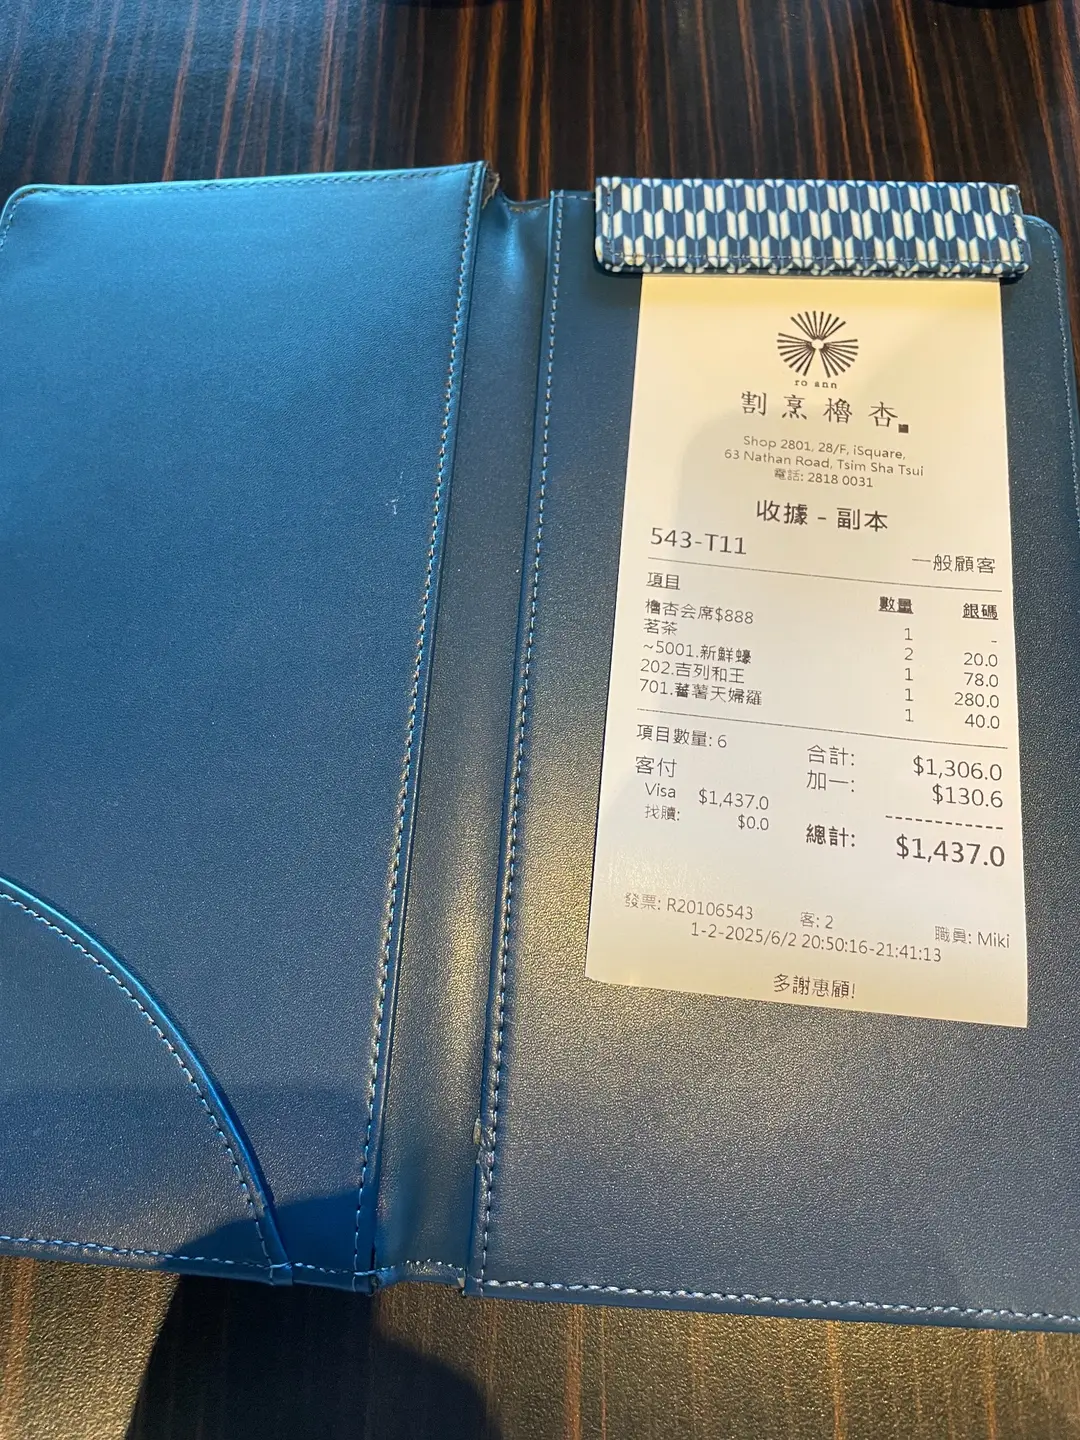 ro ann
割烹櫓杏
Shop 2801, 28/F, iSquare,
63 Nathan Road, Tsim Sha Tsui
電話: 2818 0031
收據 - 副本
543-T11 一般顧客
項目 數量 銀碼
櫓杏会席$888 1 -
茗茶 2 20.0
~5001.新鮮蠔 1 78.0
202.吉列和王 1 280.0
701.蕃薯天婦羅 1 40.0
項目數量: 6 合計: $1,306.0
客付 加一: $130.6
Visa $1,437.0
找贖: $0.0 總計: $1,437.0
發票: R20106543 客: 2 職員: Miki
1-2-2025/6/2 20:50:16-21:41:13
多謝惠顧!